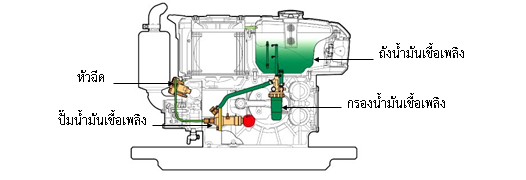 ถังน้ำมันเชื้อเพลิง
หัวฉีด
กรองน้ำมันเชื้อเพลิง
ปั๊มน้ำมันเชื้อเพลิง